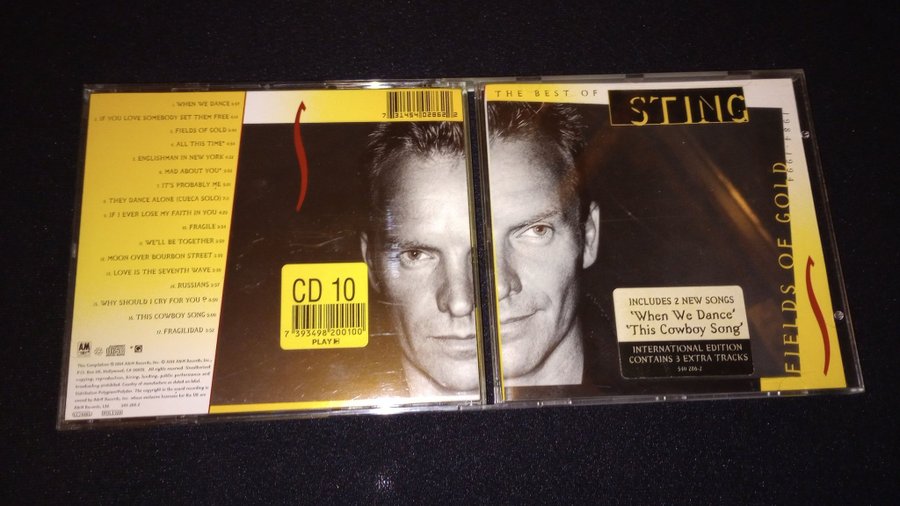 1. WHEN WE DANCE
2. IF YOU LOVE SOMEBODY SET THEM FREE
3. FIELDS OF GOLD
4. ALL THIS TIME*
5. ENGLISHMAN IN NEW YORK
6. MAD ABOUT YOU*
7. IT'S PROBABLY ME
8. THEY DANCE ALONE (CUECA SOLO)
9. IF I EVER LOSE MY FAITH IN YOU
10. FRAGILE
11. WE'LL BE TOGETHER
12. MOON OVER BOURBON STREET
13. LOVE IS THE SEVENTH WAVE
14. RUSSIANS
15. WHY SHOULD I CRY FOR YOU?
16. THIS COWBOY SONG
17. FRAGILIDAD
A&M
540 286-2
7 31454 02862 2
CD 10
7 393498 200100
PLAY
THE BEST OF
STING
1984-1994
FIELDS OF GOLD
INCLUDES 2 NEW SONGS
'When We Dance'
'This Cowboy Song'
INTERNATIONAL EDITION
CONTAINS 3 EXTRA TRACKS
540 286-2